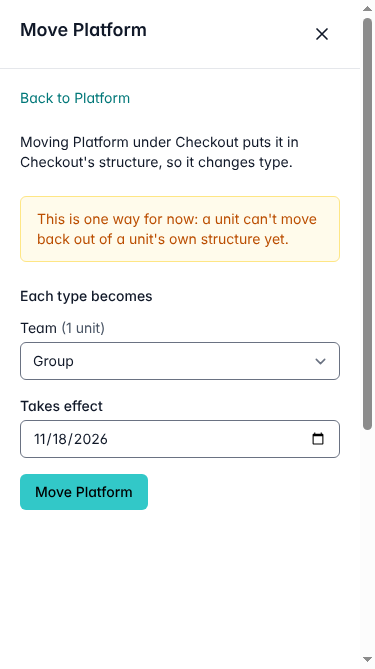 Move Platform
Back to Platform
Moving Platform under Checkout puts it in
Checkout's structure, so it changes type.
This is one way for now: a unit can't move
back out of a unit's own structure yet.
Each type becomes
Team (1 unit)
Group
Takes effect
11/18/2026
Move Platform